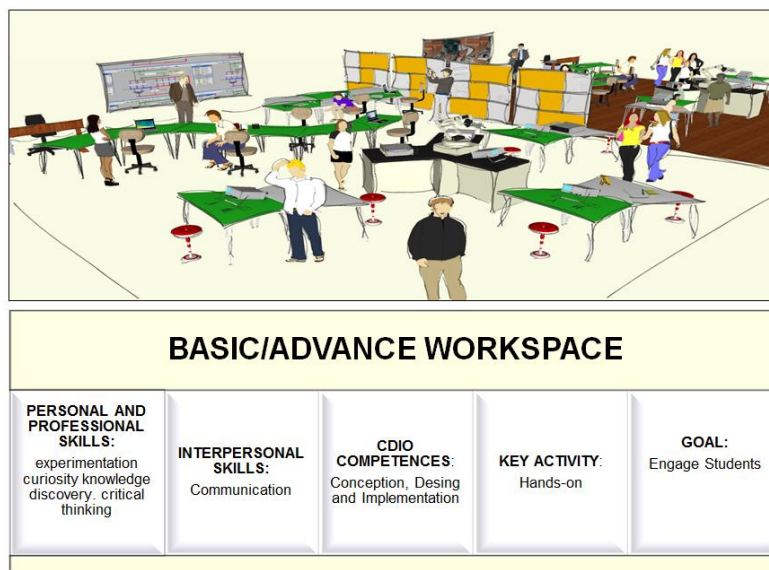 BASIC/ADVANCE WORKSPACE
PERSONAL AND
PROFESSIONAL
SKILLS:
experimentation
curiosity knowledge
discovery. critical
thinking
INTERPERSONAL
SKILLS:
Communication
CDIO
COMPETENCES:
Conception, Desing
and Implementation
KEY ACTIVITY:
Hands-on
GOAL:
Engage Students